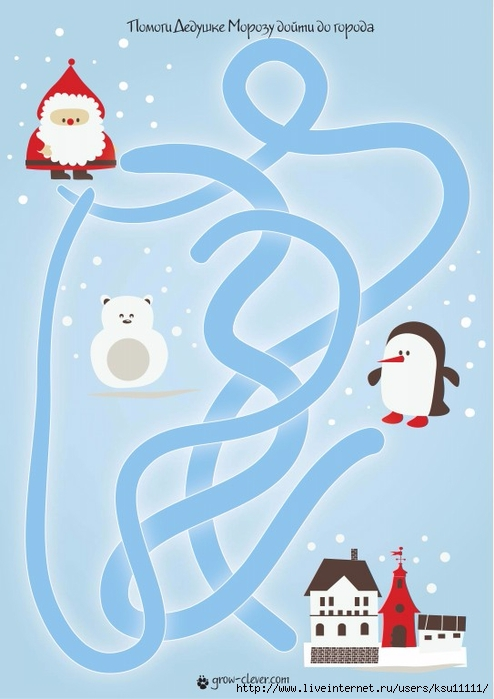 Помоги Дедушке Морозу дойти до города
grow-clever.com
http://www.liveinternet.ru/users/ksu11111/